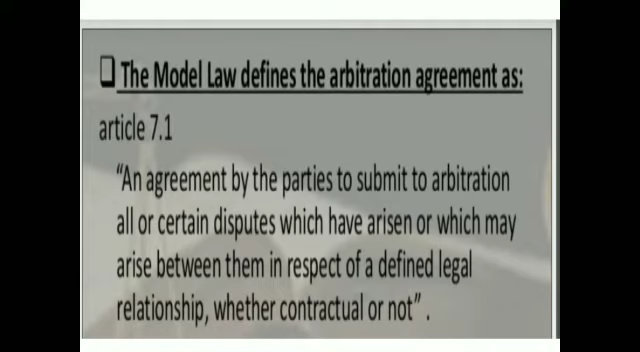 ❑ The Model Law defines the arbitration agreement as:
article 7.1
“An agreement by the parties to submit to arbitration
all or certain disputes which have arisen or which may
arise between them in respect of a defined legal
relationship, whether contractual or not” .